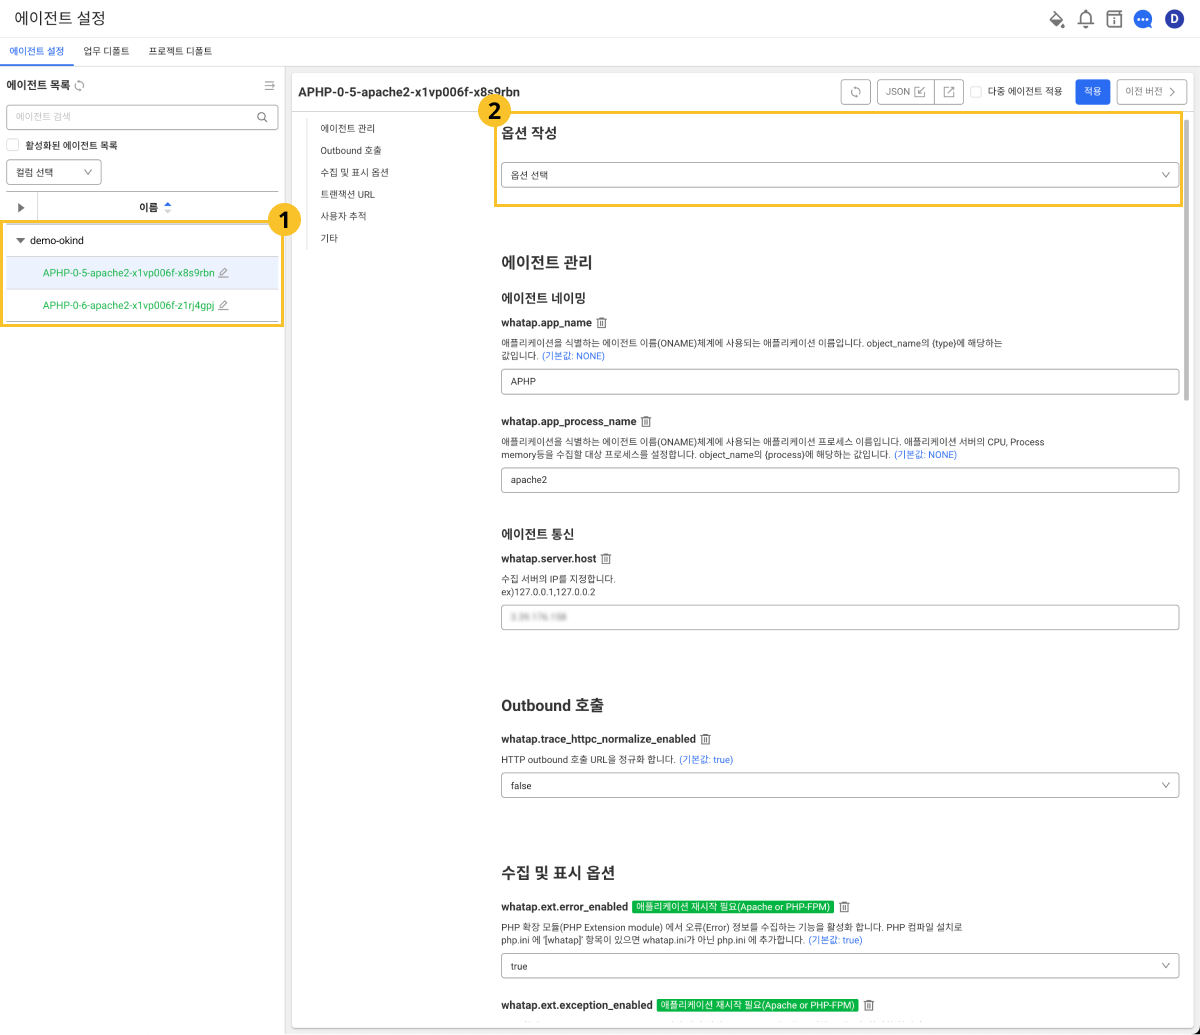 에이전트 설정
D
에이전트 설정 업무 디폴트 프로젝트 디폴트
에이전트 목록
에이전트 검색
활성화된 에이전트 목록
컬럼 선택
이름
1
demo-okind
APHP-0-5-apache2-x1vp006f-x8s9rbn
APHP-0-6-apache2-x1vp006f-z1rj4gpj
APHP-0-5-apache2-x1vp006f-x8s9rbn
JSON
다중 에이전트 적용
적용
이전 버전
에이전트 관리
Outbound 호출
수집 및 표시 옵션
트랜잭션 URL
사용자 추적
기타
2
옵션 작성
옵션 선택
에이전트 관리
에이전트 네이밍
whatap.app_name
애플리케이션을 식별하는 에이전트 이름(ONAME)체계에 사용되는 애플리케이션 이름입니다. object_name의 {type}에 해당하는
값입니다. (기본값: NONE)
APHP
whatap.app_process_name
애플리케이션을 식별하는 에이전트 이름(ONAME)체계에 사용되는 애플리케이션 프로세스 이름입니다. 애플리케이션 서버의 CPU, Process
memory등을 수집할 대상 프로세스를 설정합니다. object_name의 {process}에 해당하는 값입니다. (기본값: NONE)
apache2
에이전트 통신
whatap.server.host
수집 서버의 IP를 지정합니다.
ex)127.0.0.1,127.0.0.2
Outbound 호출
whatap.trace_httpc_normalize_enabled
HTTP outbound 호출 URL을 정규화 합니다. (기본값: true)
false
수집 및 표시 옵션
whatap.ext.error_enabled 애플리케이션 재시작 필요(Apache or PHP-FPM)
PHP 확장 모듈(PHP Extension module) 에서 오류(Error) 정보를 수집하는 기능을 활성화 합니다. PHP 컴파일 설치로
php.ini 에 '[whatap]' 항목이 있으면 whatap.ini가 아닌 php.ini 에 추가합니다. (기본값: true)
true
whatap.ext.exception_enabled 애플리케이션 재시작 필요(Apache or PHP-FPM)